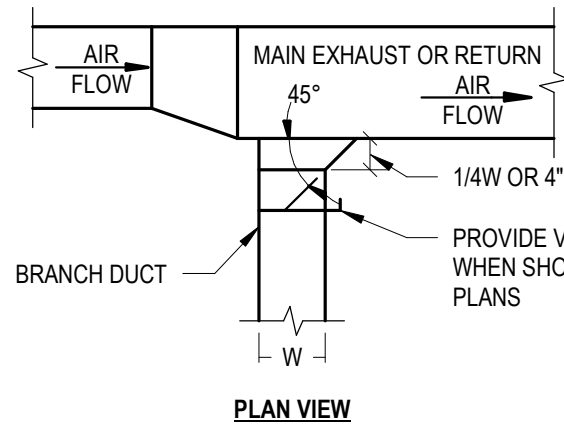 AIR
FLOW
MAIN EXHAUST OR RETURN
AIR
FLOW
45°
1/4W OR 4"
PROVIDE
WHEN
PLANS
BRANCH DUCT
W
PLAN VIEW